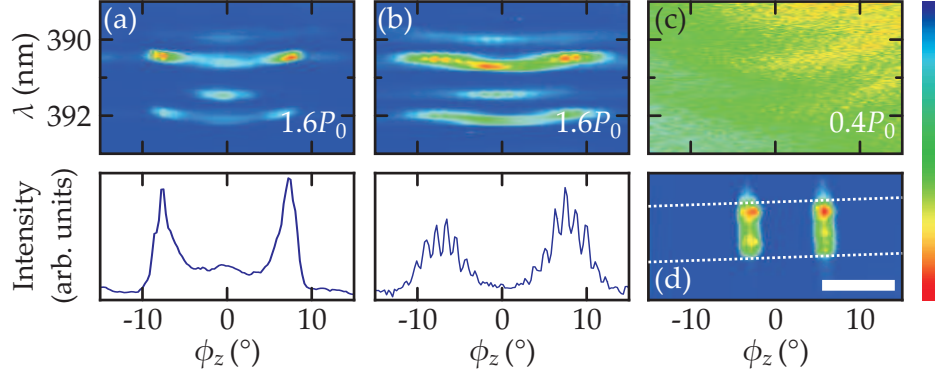 (a) (b) (c)
390
λ (nm)
392
1.6P₀ 1.6P₀ 0.4P₀
Intensity
(arb. units)
(d)
-10 0 10 -10 0 10 -10 0 10
ϕz (°) ϕz (°) ϕz (°)